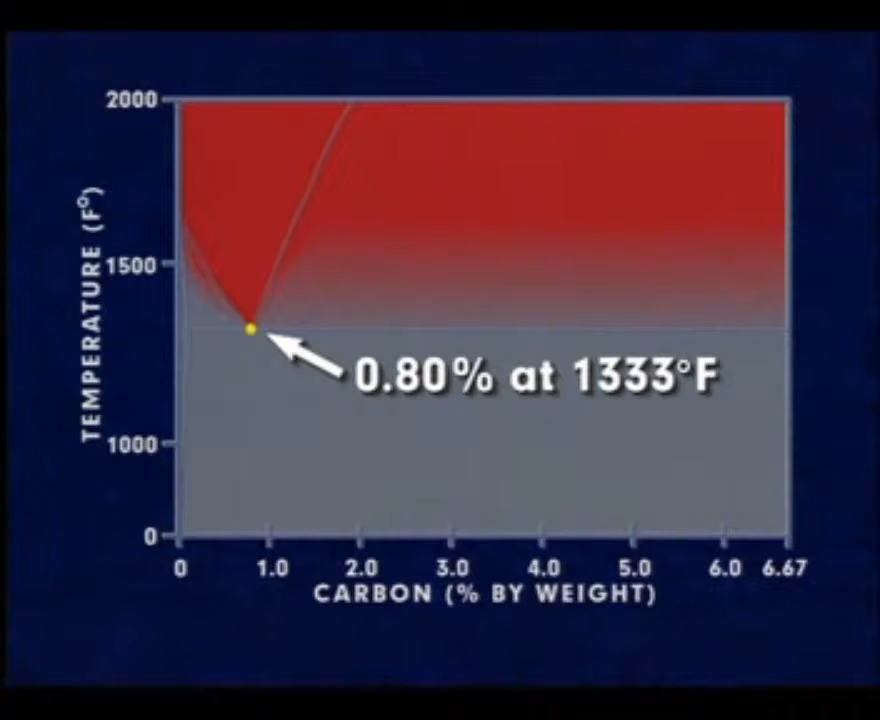 2000
1500
1000
0
TEMPERATURE (F°)
0.80% at 1333°F
0 1.0 2.0 3.0 4.0 5.0 6.0 6.67
CARBON (% BY WEIGHT)